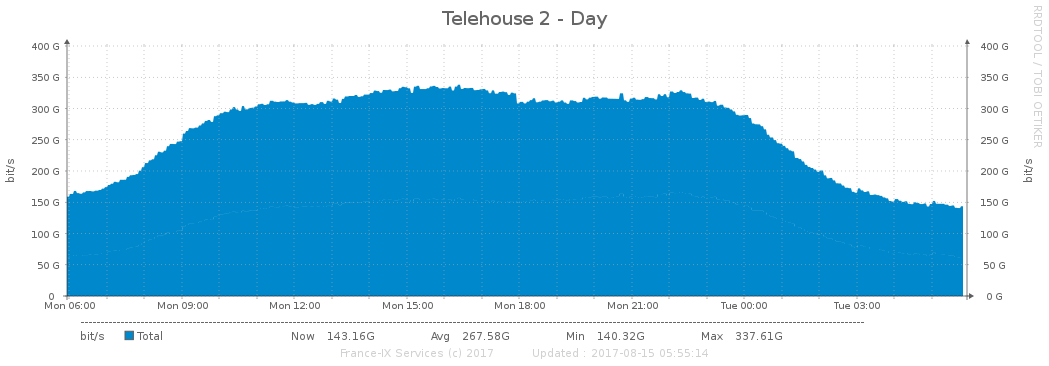 Telehouse 2 - Day
RRDTOOL / TOBI OETIKER
bit/s
400 G 400 G
350 G 350 G
300 G 300 G
250 G 250 G
200 G 200 G
150 G 150 G
100 G 100 G
50 G 50 G
0 0 G
bit/s
Mon 06:00 Mon 09:00 Mon 12:00 Mon 15:00 Mon 18:00 Mon 21:00 Tue 00:00 Tue 03:00
bit/s Total Now 143.16G Avg 267.58G Min 140.32G Max 337.61G
France-IX Services (c) 2017 Updated : 2017-08-15 05:55:14